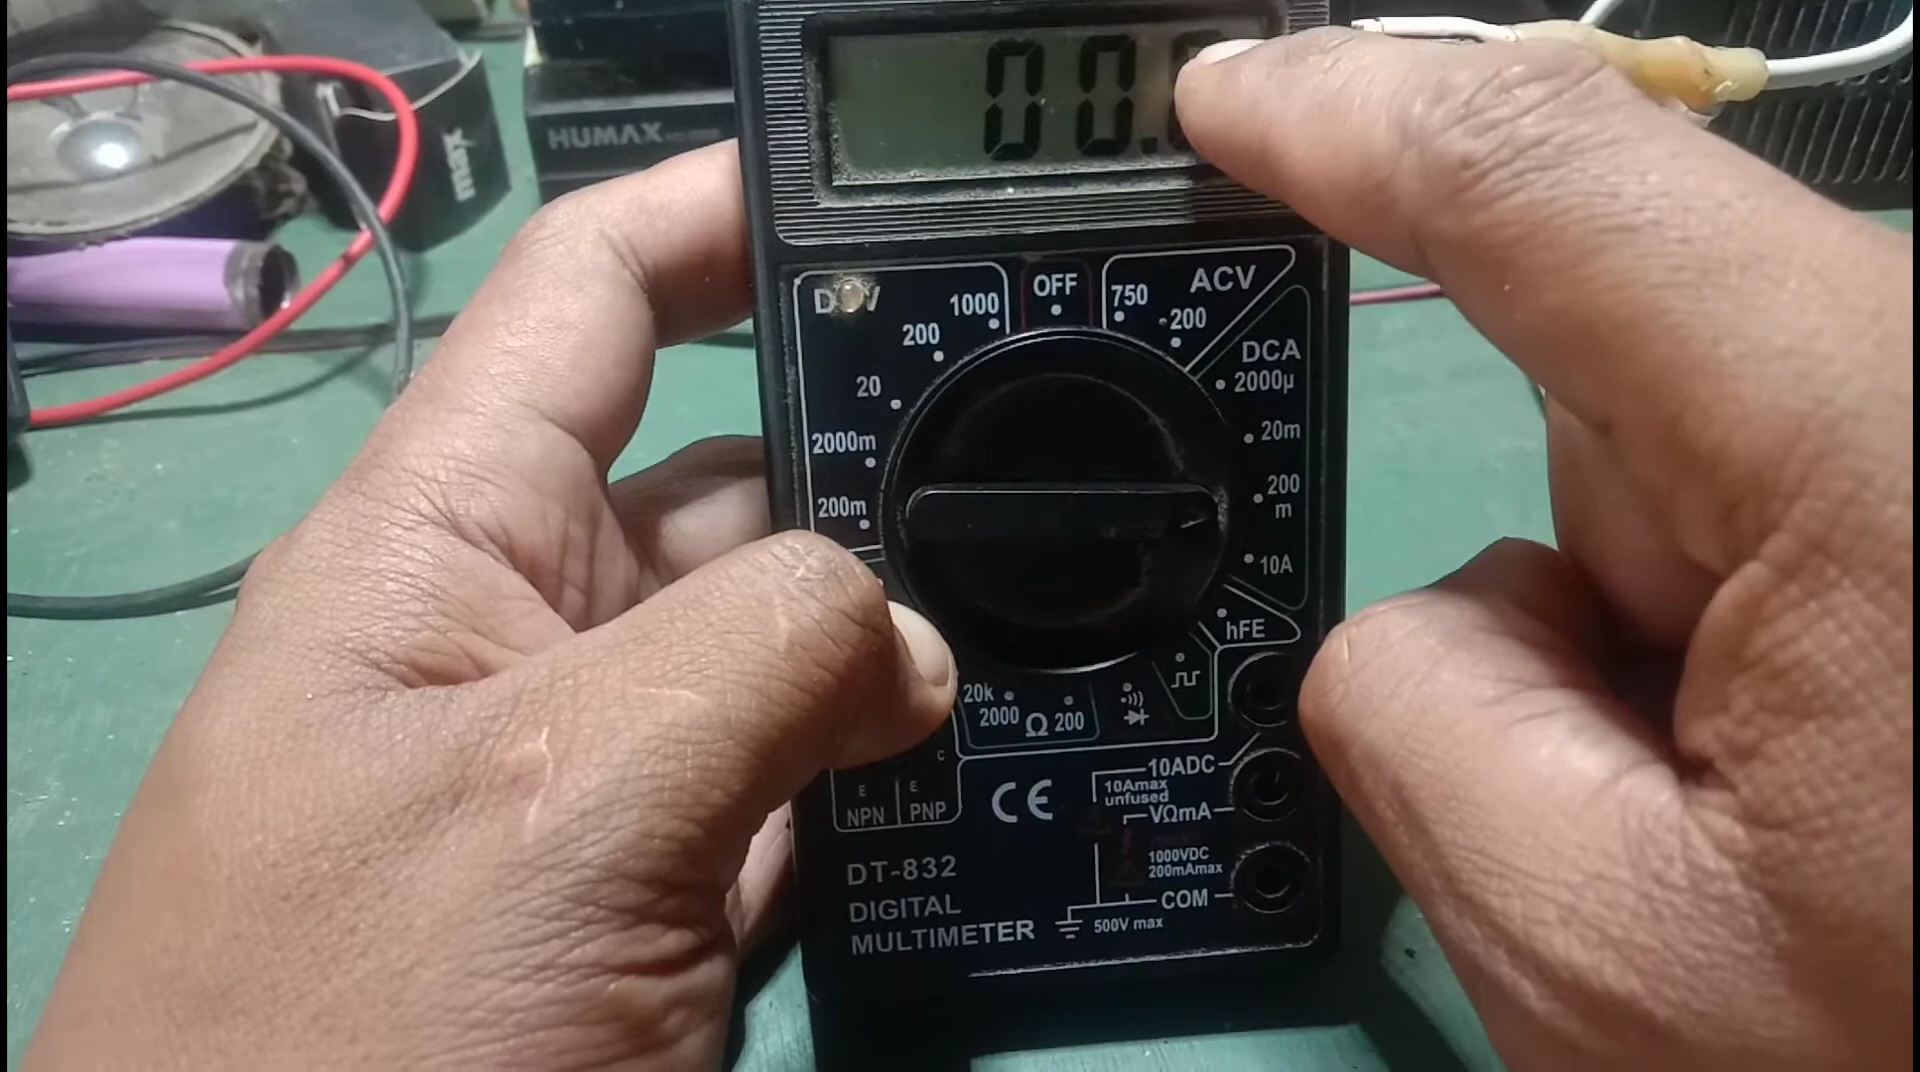 HUMAX
max
00.
DCV
1000
OFF
750
ACV
200
200
DCA
2000µ
20
20m
2000m
200
m
200m
10A
hFE
20k
2000
Ω
200
C
E
E
NPN
PNP
CE
10ADC
10Amax
unfused
VΩmA
1000VDC
200mAmax
DT-832
DIGITAL
MULTIMETER
COM
500V max